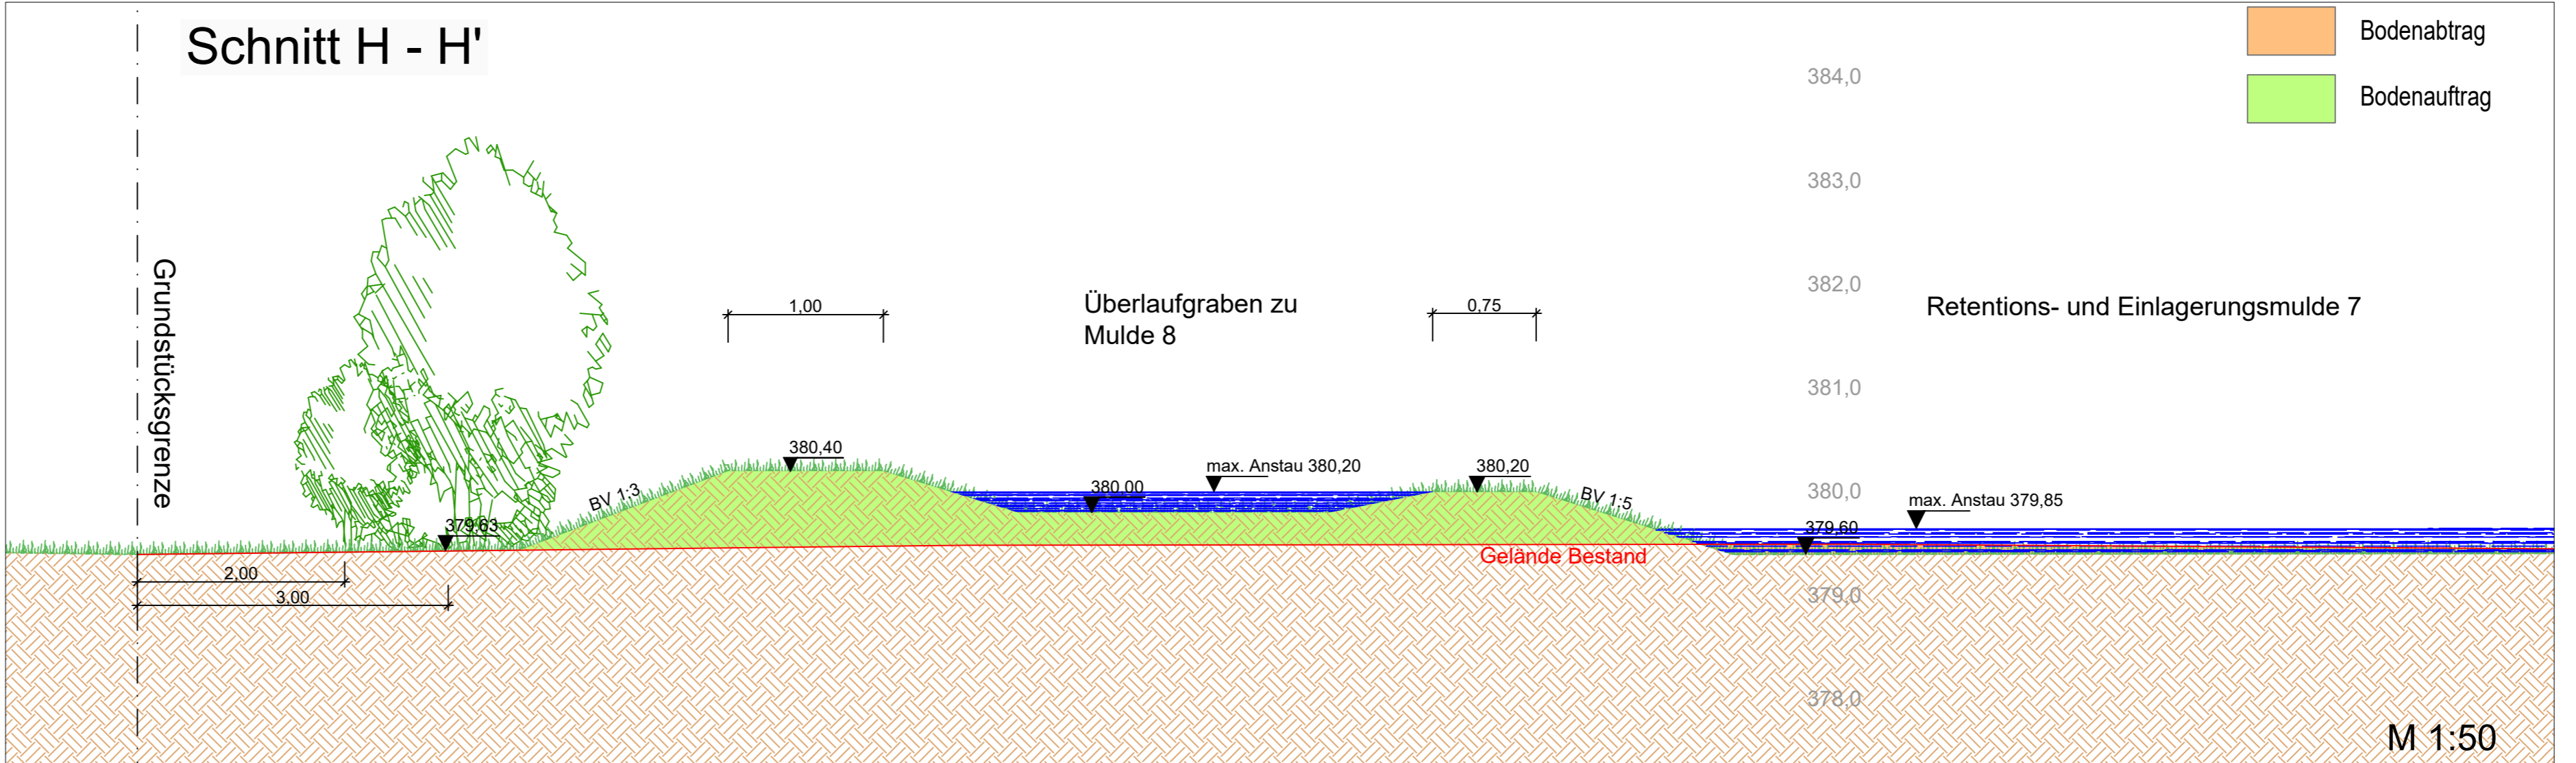 Schnitt H - H'
Bodenabtrag
Bodenauftrag
384,0
383,0
382,0
381,0
380,0
379,0
378,0
Grundstücksgrenze
1,00
Überlaufgraben zu
Mulde 8
0,75
Retentions- und Einlagerungsmulde 7
380,40
BV 1:3
max. Anstau 380,20
380,00
380,20
BV 1:5
max. Anstau 379,85
379,63
379,60
Gelände Bestand
2,00
3,00
M 1:50